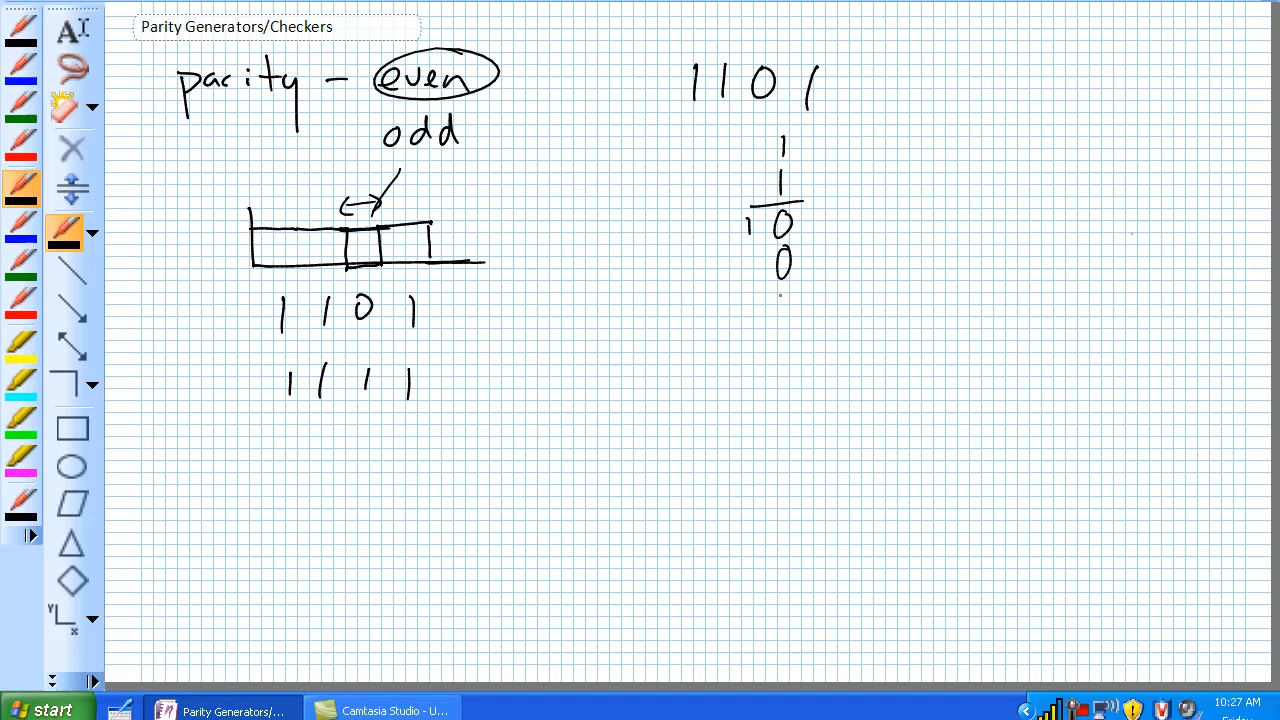 Parity Generators/Checkers
parity - even
odd
1 1 0 1
1 1 1 1
1 1 0 1
1
1
1 0
0
start
Parity Generators/...
Camtasia Studio - U...
10:27 AM
Friday